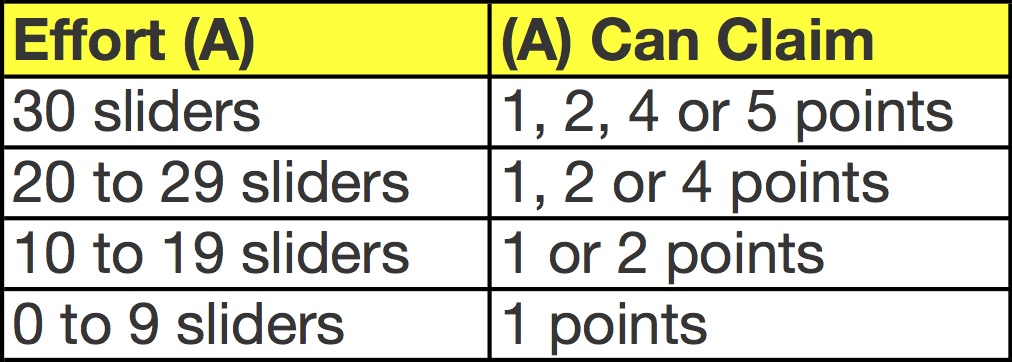 Effort (A) (A) Can Claim
30 sliders 1, 2, 4 or 5 points
20 to 29 sliders 1, 2 or 4 points
10 to 19 sliders 1 or 2 points
0 to 9 sliders 1 points